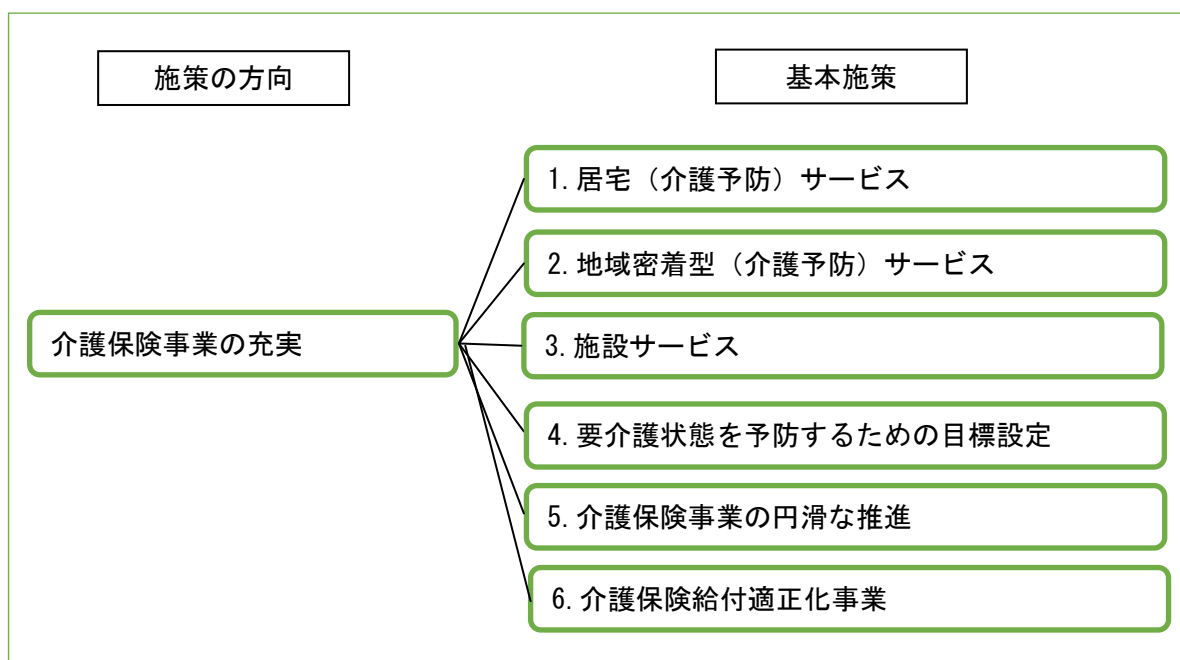 施策の方向
基本施策
1.居宅（介護予防）サービス
2.地域密着型（介護予防）サービス
介護保険事業の充実
3.施設サービス
4.要介護状態を予防するための目標設定
5.介護保険事業の円滑な推進
6.介護保険給付適正化事業